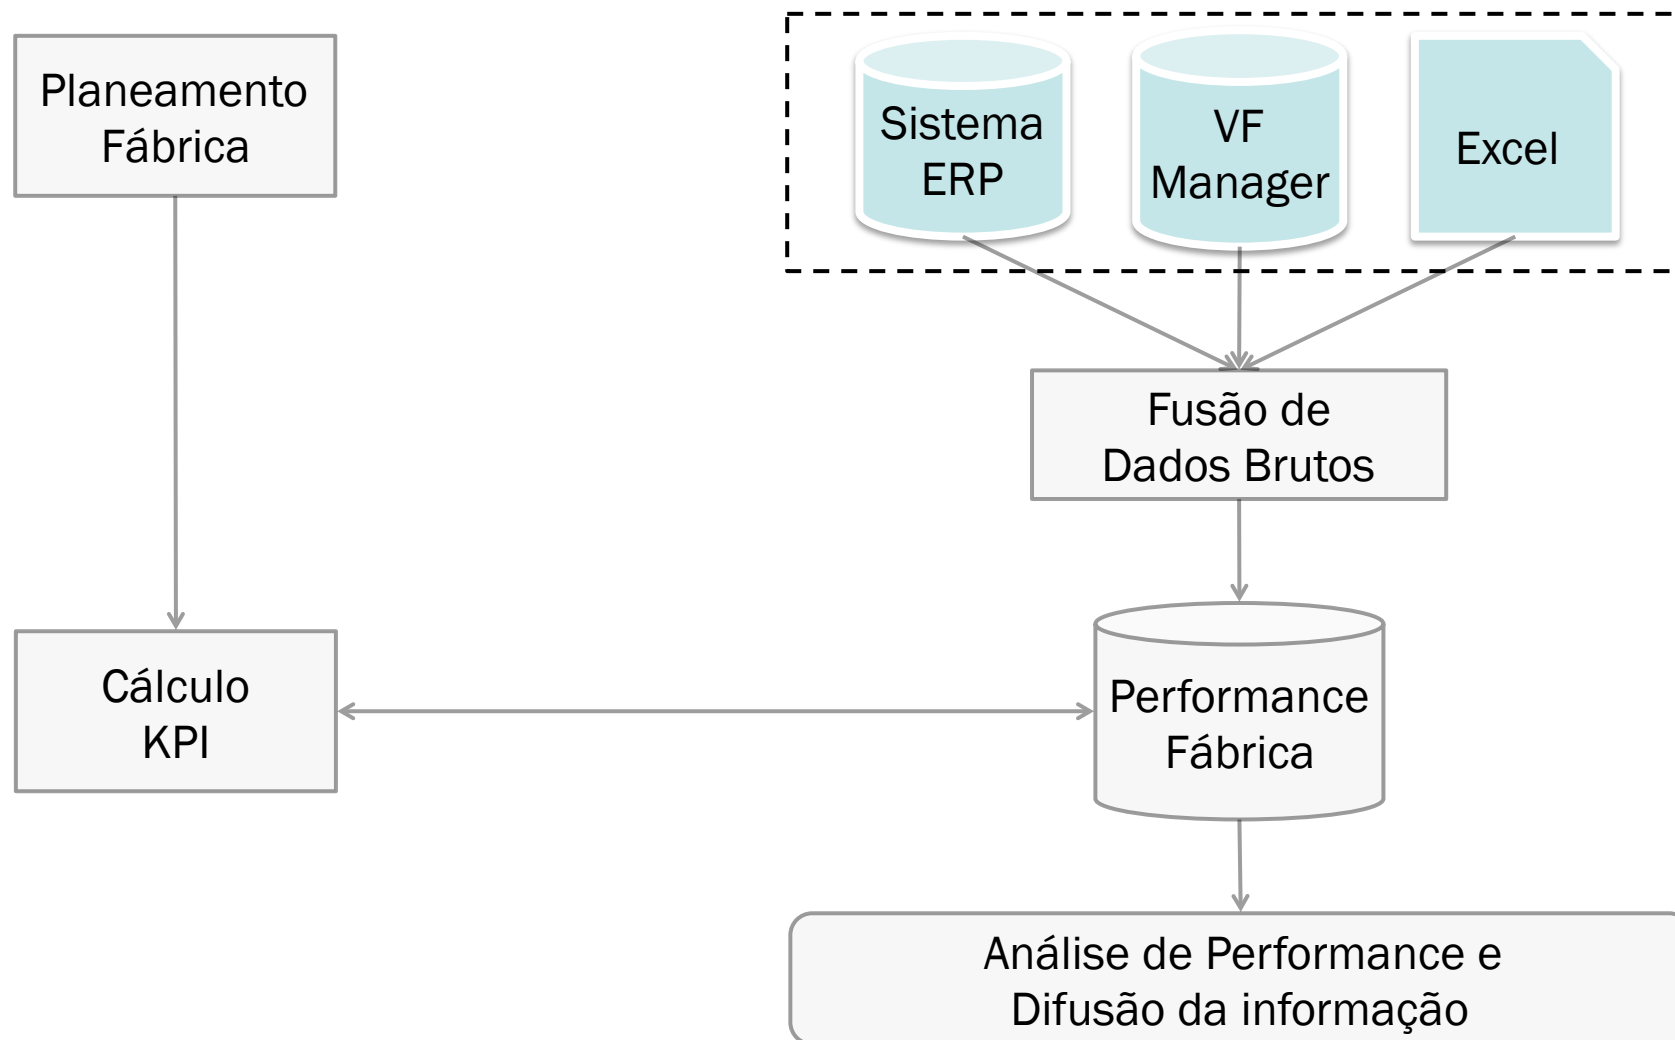 Planeamento
Fábrica
Sistema
ERP
VF
Manager
Excel
Fusão de
Dados Brutos
Cálculo
KPI
Performance
Fábrica
Análise de Performance e
Difusão da informação